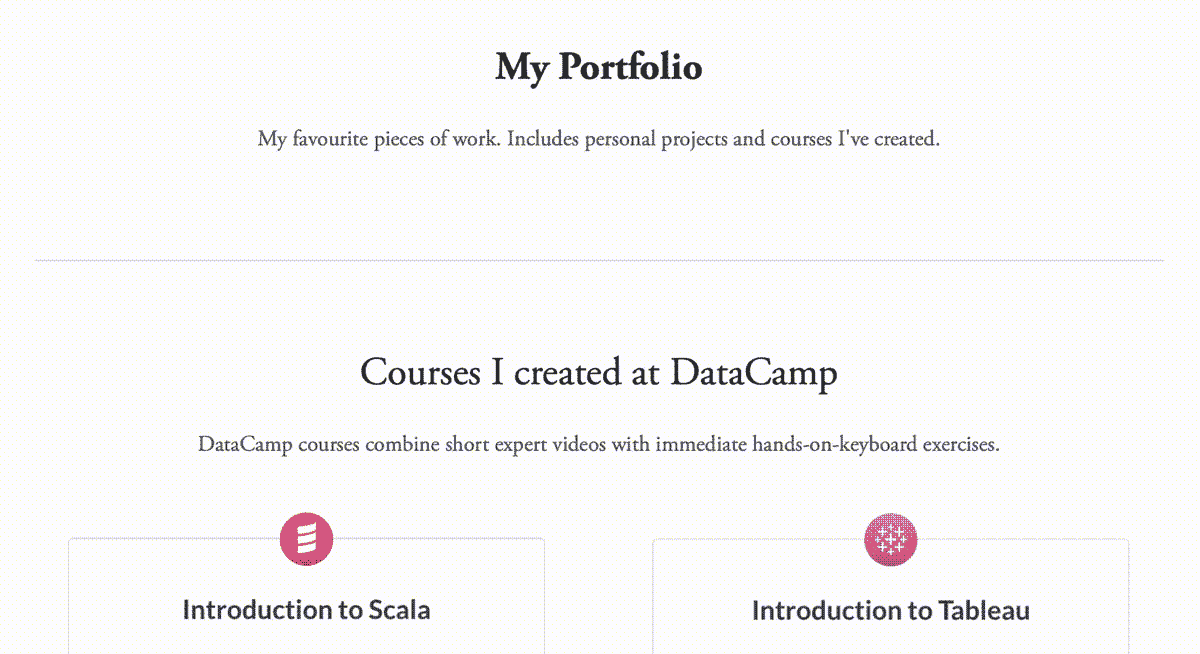 My Portfolio
My favourite pieces of work. Includes personal projects and courses I've created.
Courses I created at DataCamp
DataCamp courses combine short expert videos with immediate hands-on-keyboard exercises.
Introduction to Scala
Introduction to Tableau